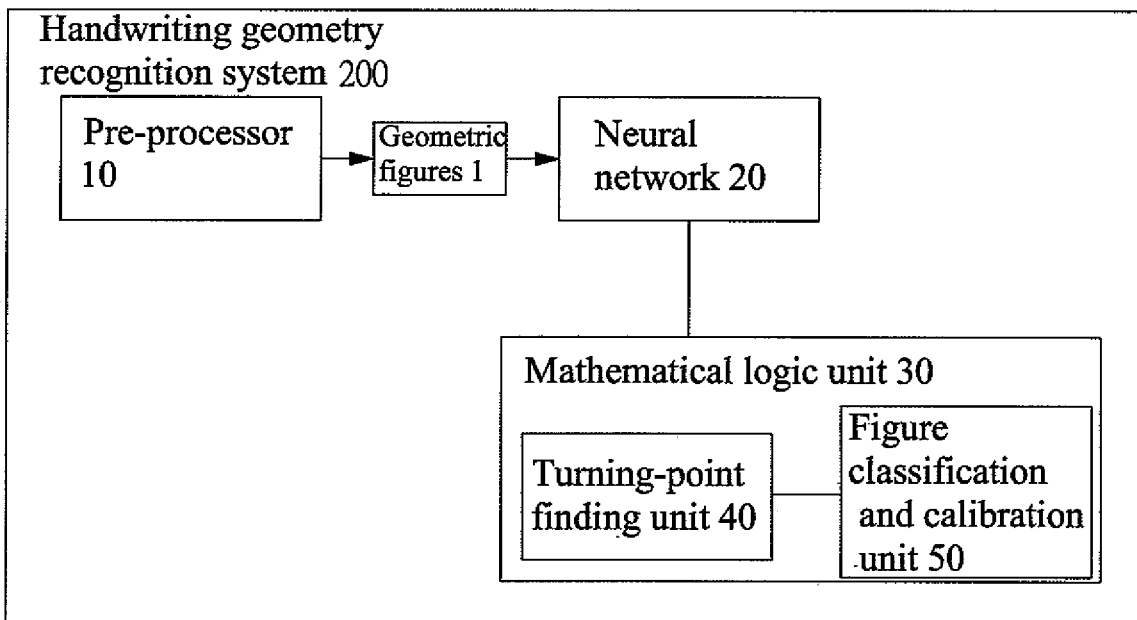 Handwriting geometry
recognition system 200
Pre-processor
10
Geometric
figures 1
Neural
network 20
Mathematical logic unit 30
Turning-point
finding unit 40
Figure
classification
and calibration
unit 50